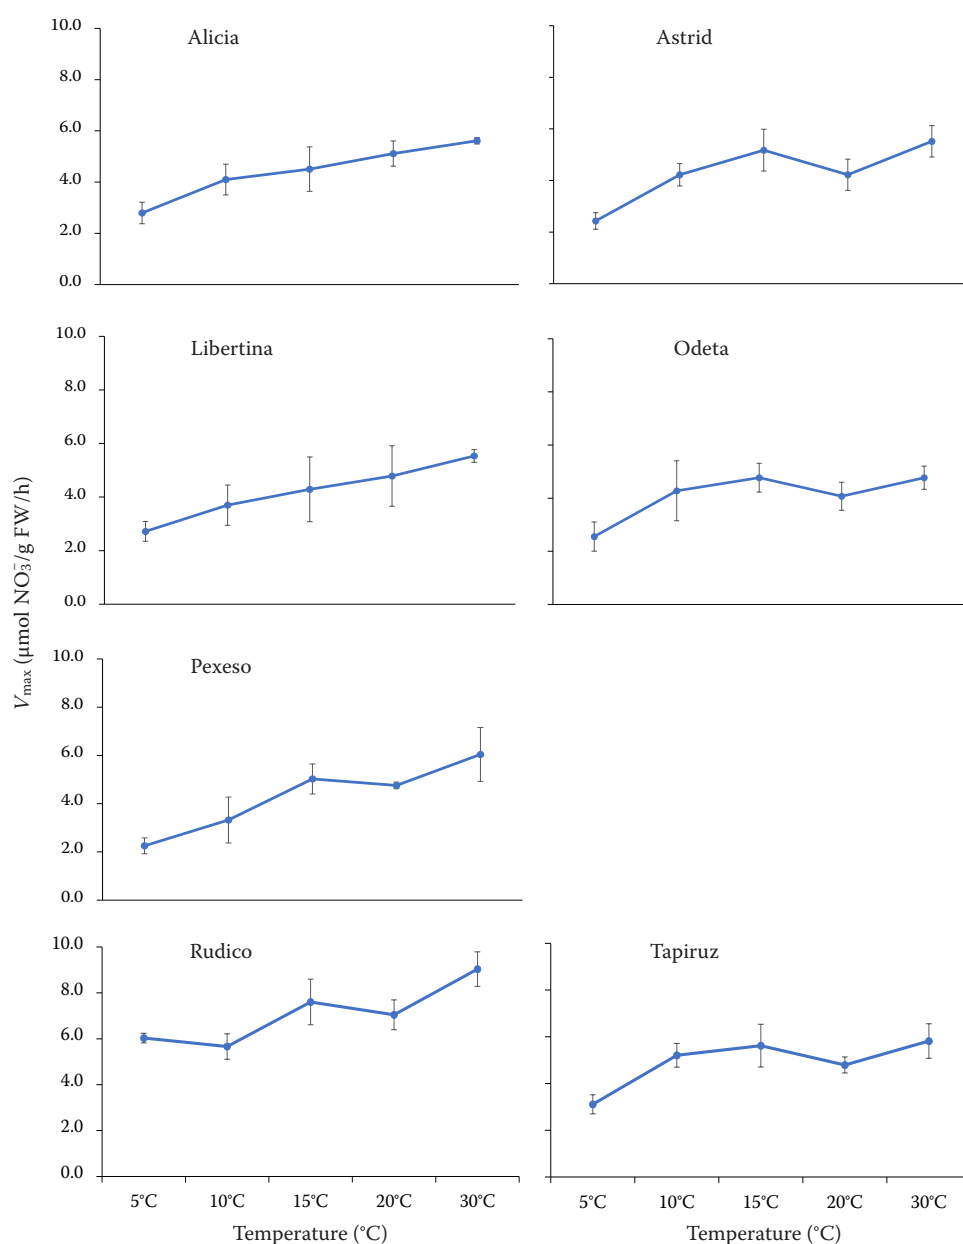 Alicia
10.0
8.0
6.0
4.0
2.0
0.0
Astrid
Libertina
10.0
8.0
6.0
4.0
2.0
0.0
Odeta
Vmax (µmol NO₃⁻/g FW/h)
Pexeso
10.0
8.0
6.0
4.0
2.0
0.0
Rudico
10.0
8.0
6.0
4.0
2.0
0.0
5°C 10°C 15°C 20°C 30°C
Temperature (°C)
Tapiruz
5°C 10°C 15°C 20°C 30°C
Temperature (°C)